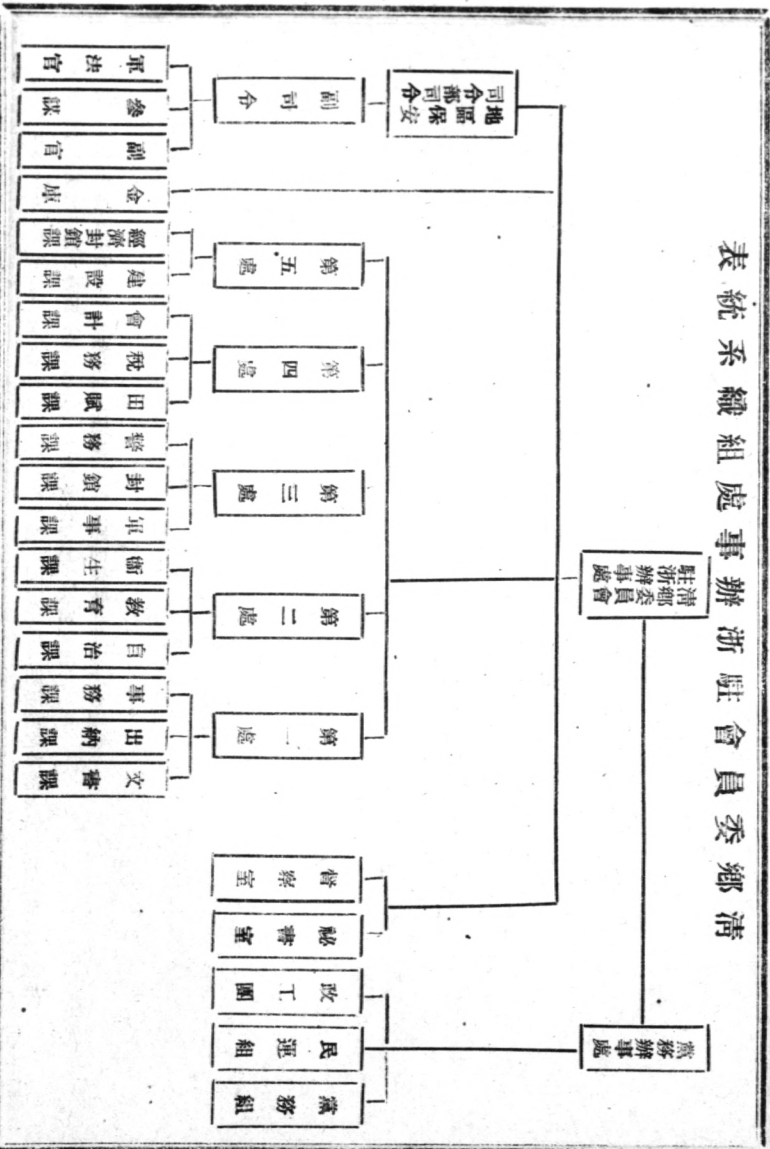 清鄉委員會駐浙辦事處組織系統表
黨務辦事處
清鄉委員會
駐浙辦事處
黨務組
民運組
政工團
秘書室
督察室
第一處
第二處
第三處
第四處
第五處
地區保安
司令部司令
副司令
文書課
出納課
事務課
自治課
教育課
衞生課
軍事課
封鎖課
警務課
田賦課
稅務課
會計課
建設課
經濟封鎖課
金庫
副官
參謀
軍法官